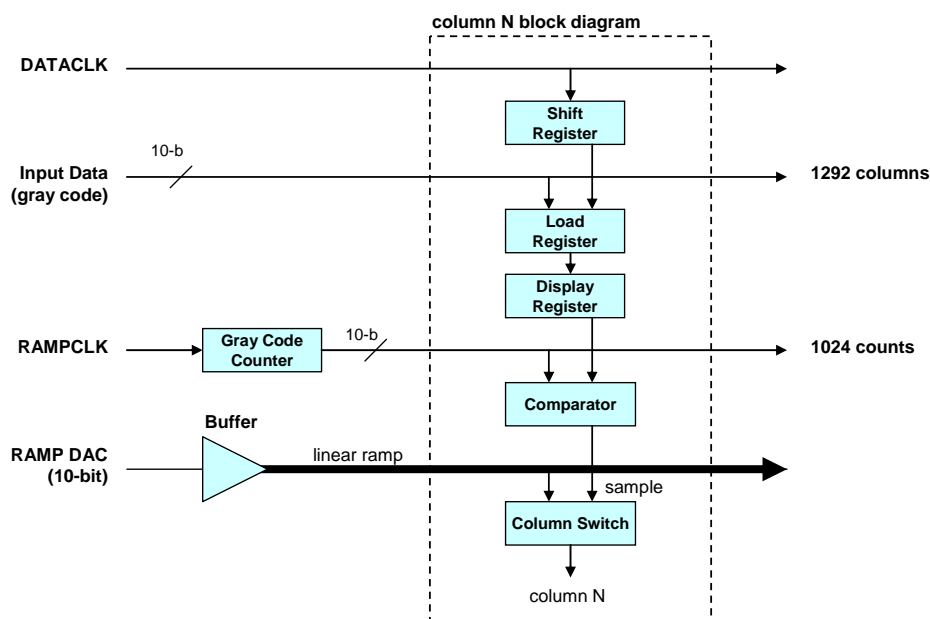 column N block diagram
DATACLK
Shift
Register
10-b
Input Data
(gray code)
1292 columns
Load
Register
Display
Register
RAMPCLK
Gray Code
Counter
10-b
1024 counts
Comparator
Buffer
RAMP DAC
(10-bit)
linear ramp
sample
Column Switch
column N